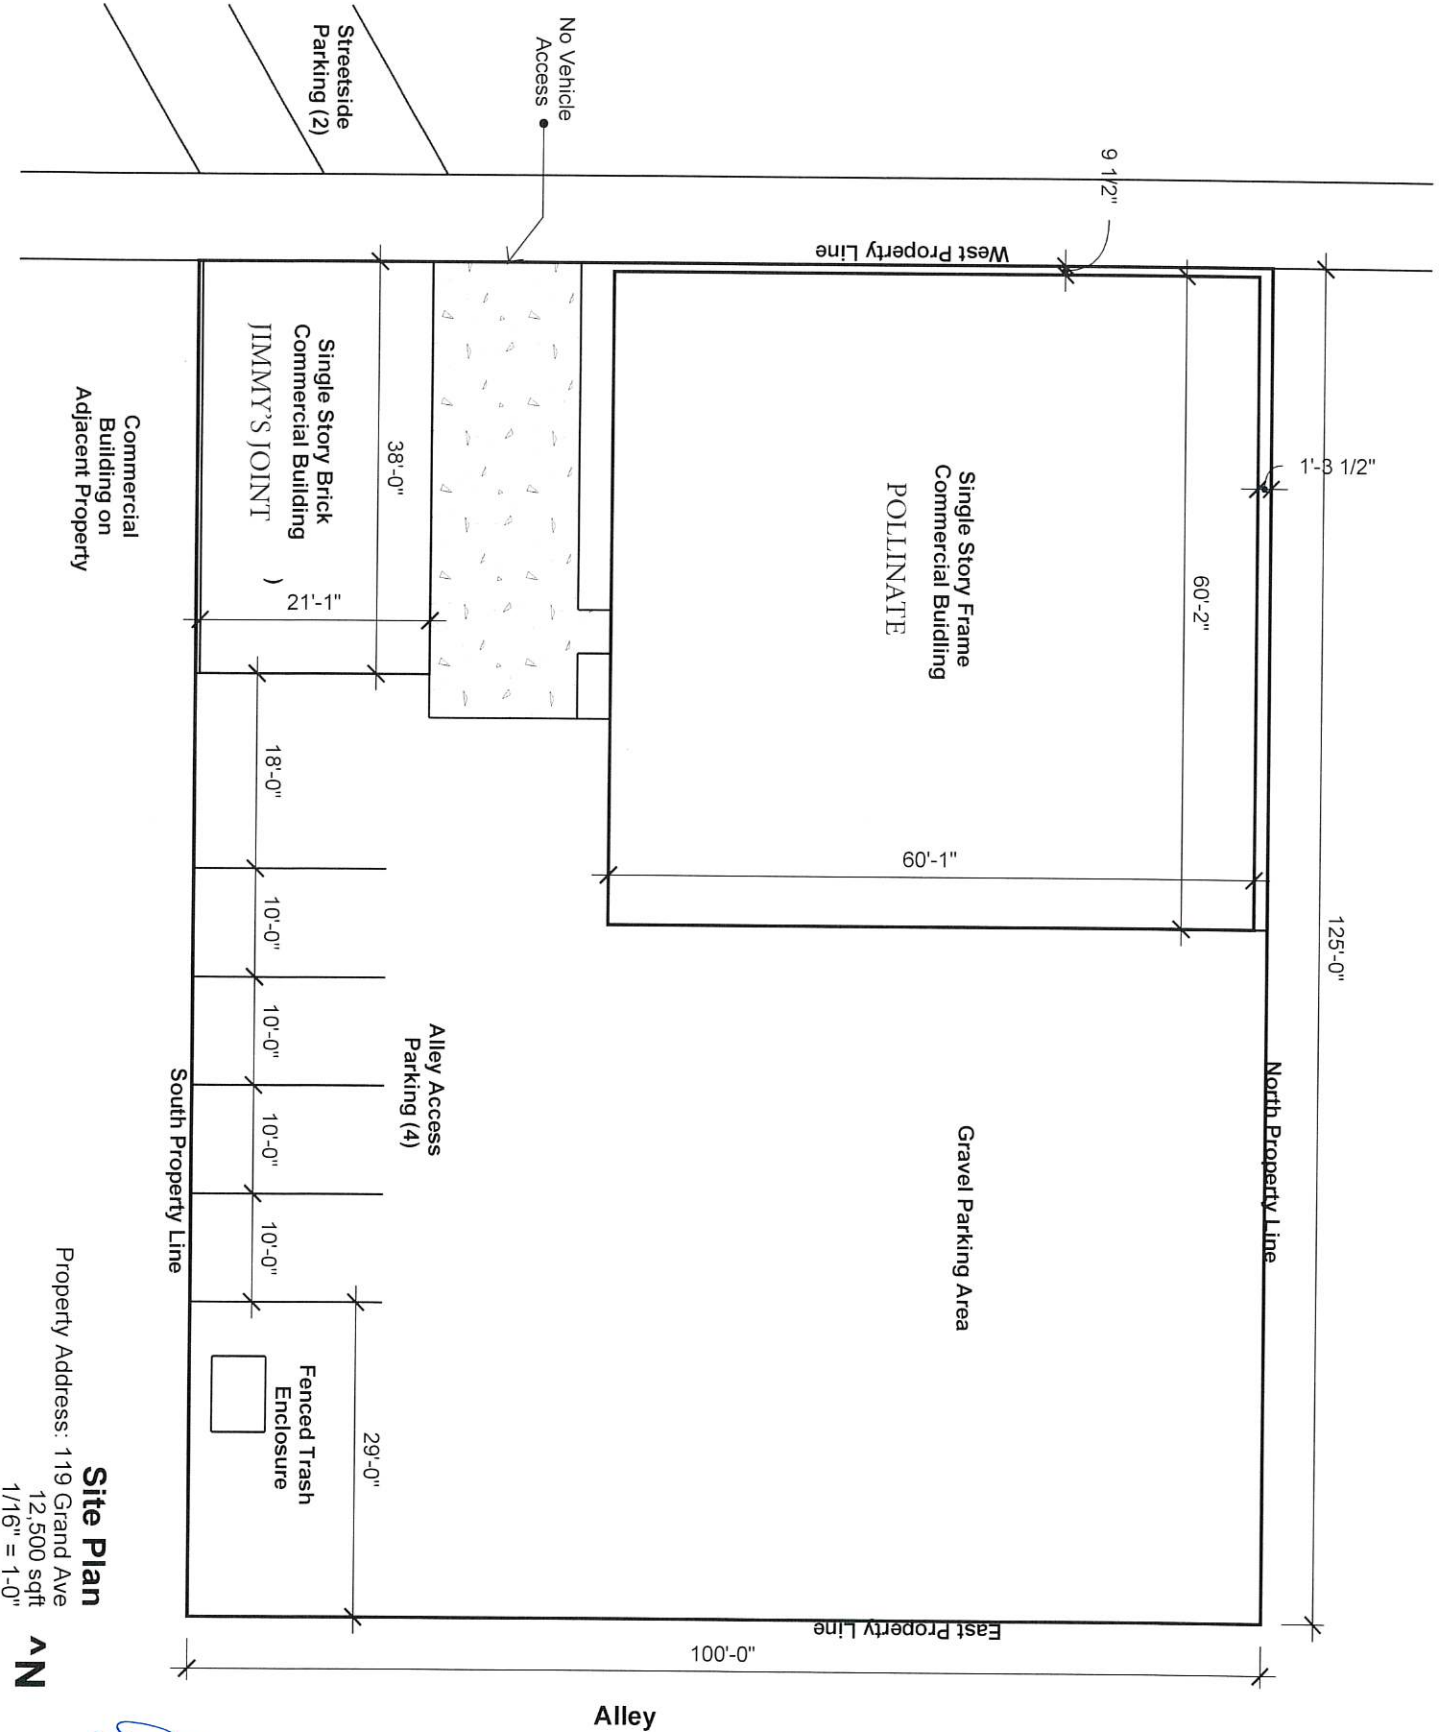 Streetside
Parking (2)
No Vehicle
Access
9 1/2"
West Property Line
1'-3 1/2"
125'-0"
60'-2"
60'-1"
Single Story Frame
Commercial Buidling
POLLINATE
Single Story Brick
Commercial Building
JIMMY'S JOINT
)
38'-0"
21'-1"
Commercial
Building on
Adjacent Property
18'-0"
10'-0"
10'-0"
10'-0"
10'-0"
Alley Access
Parking (4)
Gravel Parking Area
North Property Line
South Property Line
Fenced Trash
Enclosure
29'-0"
East Property Line
100'-0"
Alley
Site Plan
Property Address: 119 Grand Ave
12,500 sqft
1/16" = 1-0"
^ N